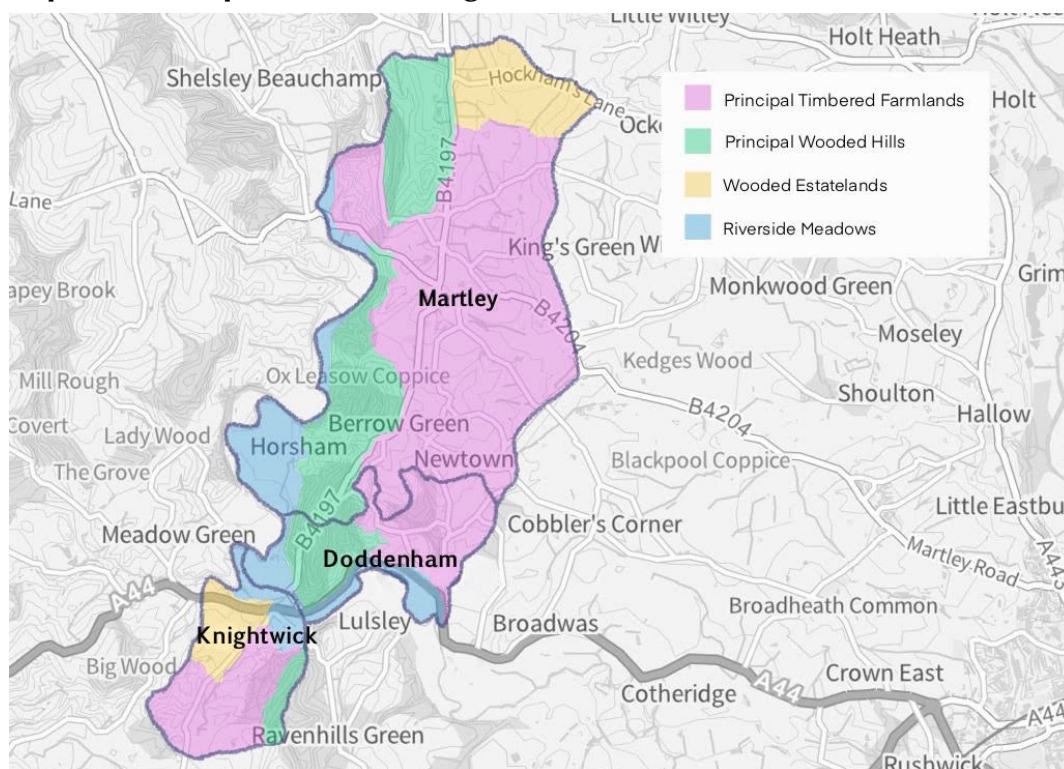 Little Witley
Holt Heath
Shelsley Beauchamp
Hockham's Lane
Holt
Principal Timbered Farmlands
Principal Wooded Hills
Wooded Estatelands
Riverside Meadows
B4197
Lane
King's Green
Martley
Monkwood Green
apey Brook
B4204
Moseley
Kedges Wood
Mill Rough
Ox Leasow Coppice
Shoulton
B4204
Hallow
Covert
Lady Wood
Horsham
Berrow Green
The Grove
Newtown
Blackpool Coppice
B4197
Meadow Green
Cobbler's Corner
Little Eastbu
Doddenham
Martley Road
A44
Broadheath Common
Knightwick
Lulsley
Broadwas
Big Wood
Crown East
Cotheridge
A44
A44
Ravenhills Green
Rushwick